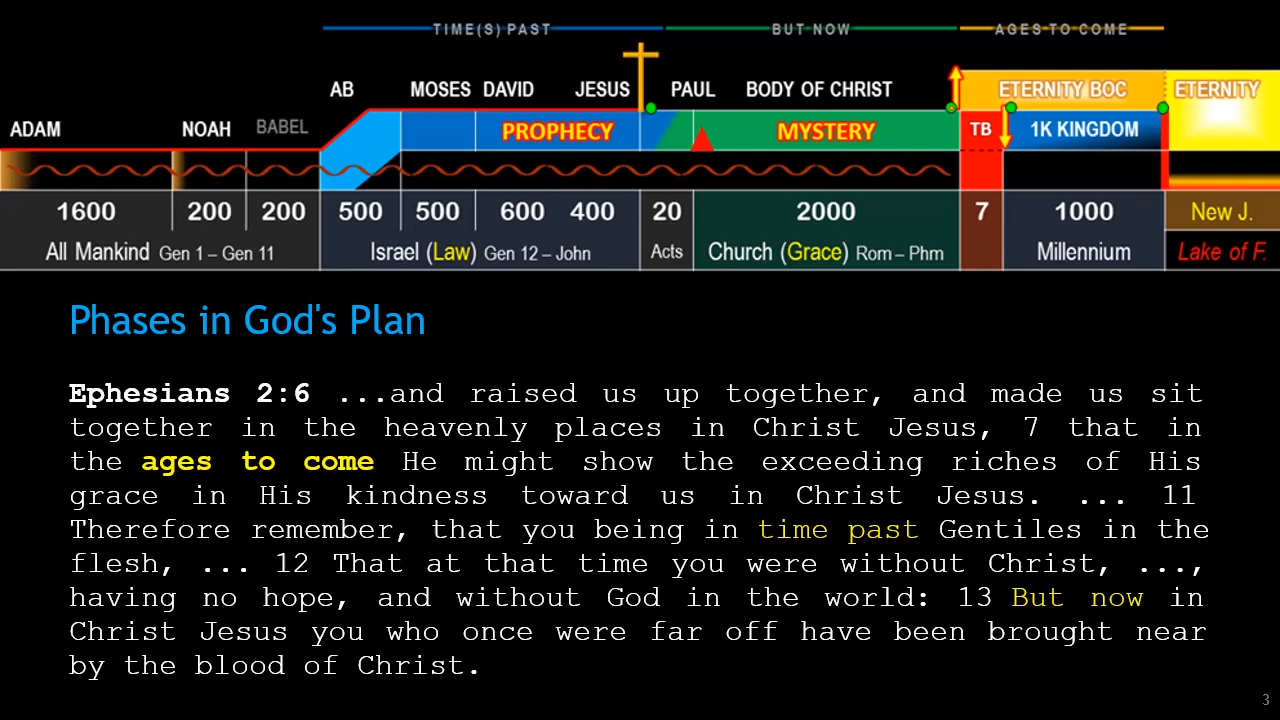 TIME(S) PAST BUT NOW AGES TO COME
AB MOSES DAVID JESUS PAUL BODY OF CHRIST ETERNITY BOC ETERNITY
ADAM NOAH BABEL PROPHECY MYSTERY TB 1K KINGDOM
1600 200 200 500 500 600 400 20 2000 7 1000 New J.
All Mankind Gen 1 – Gen 11 Israel (Law) Gen 12 – John Acts Church (Grace) Rom – Phm Millennium Lake of F.
Phases in God's Plan
Ephesians 2:6 ...and raised us up together, and made us sit
together in the heavenly places in Christ Jesus, 7 that in
the ages to come He might show the exceeding riches of His
grace in His kindness toward us in Christ Jesus. ... 11
Therefore remember, that you being in time past Gentiles in the
flesh, ... 12 That at that time you were without Christ, ...,
having no hope, and without God in the world: 13 But now in
Christ Jesus you who once were far off have been brought near
by the blood of Christ.
3